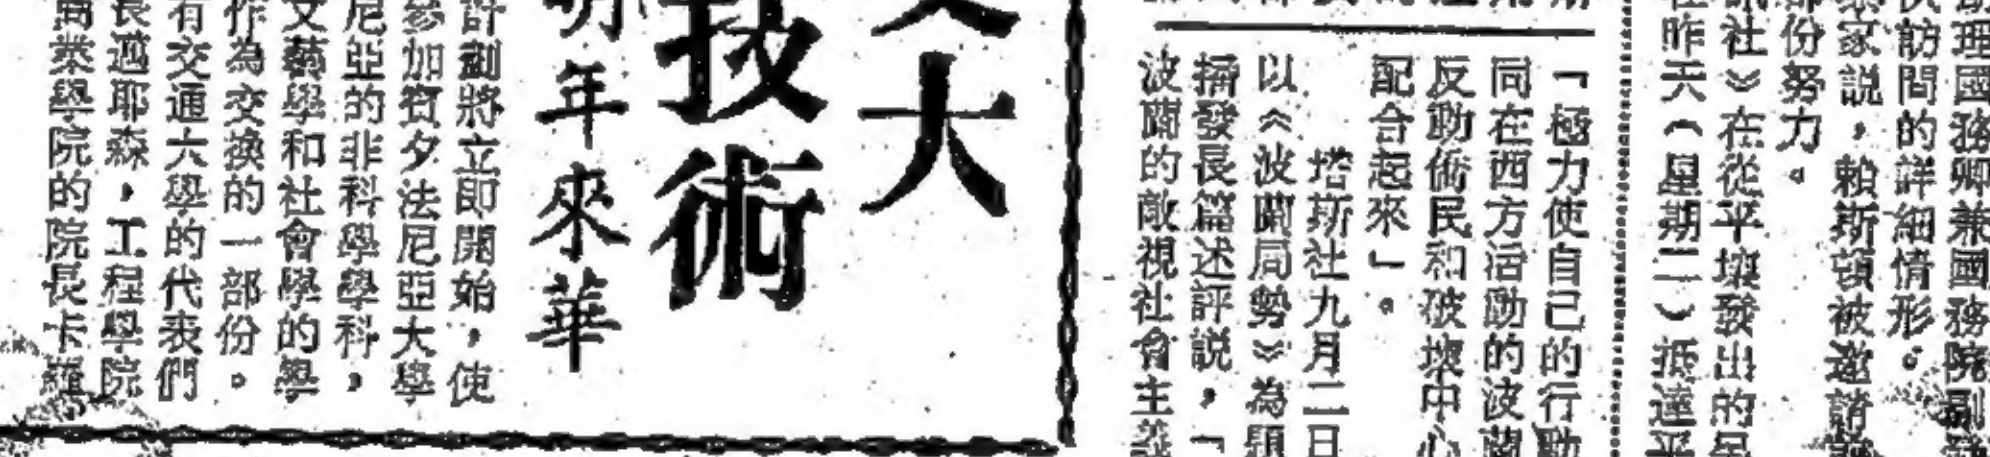 理國務卿兼國務院副
訪問的詳細情形。
家説，賴斯頓被邀請
份努力。
社》在從平壤發出的
昨天（星期二）抵達平
「極力使自己的行動
同在西方活動的波蘭
反動僑民和破壞中心
配合起來」。
塔斯社九月二日
以《波蘭局勢》為題
播發長篇述評説，「
波蘭的敵視社會主義
大
技術
明年來華
計劃將立即開始，使
參加賓夕法尼亞大學
尼亞的非科學學科，
文藝學和社會學的學
作為交換的一部份。
有交通大學的代表們
長邁耶森，工程學院
商業學院的院長卡羅